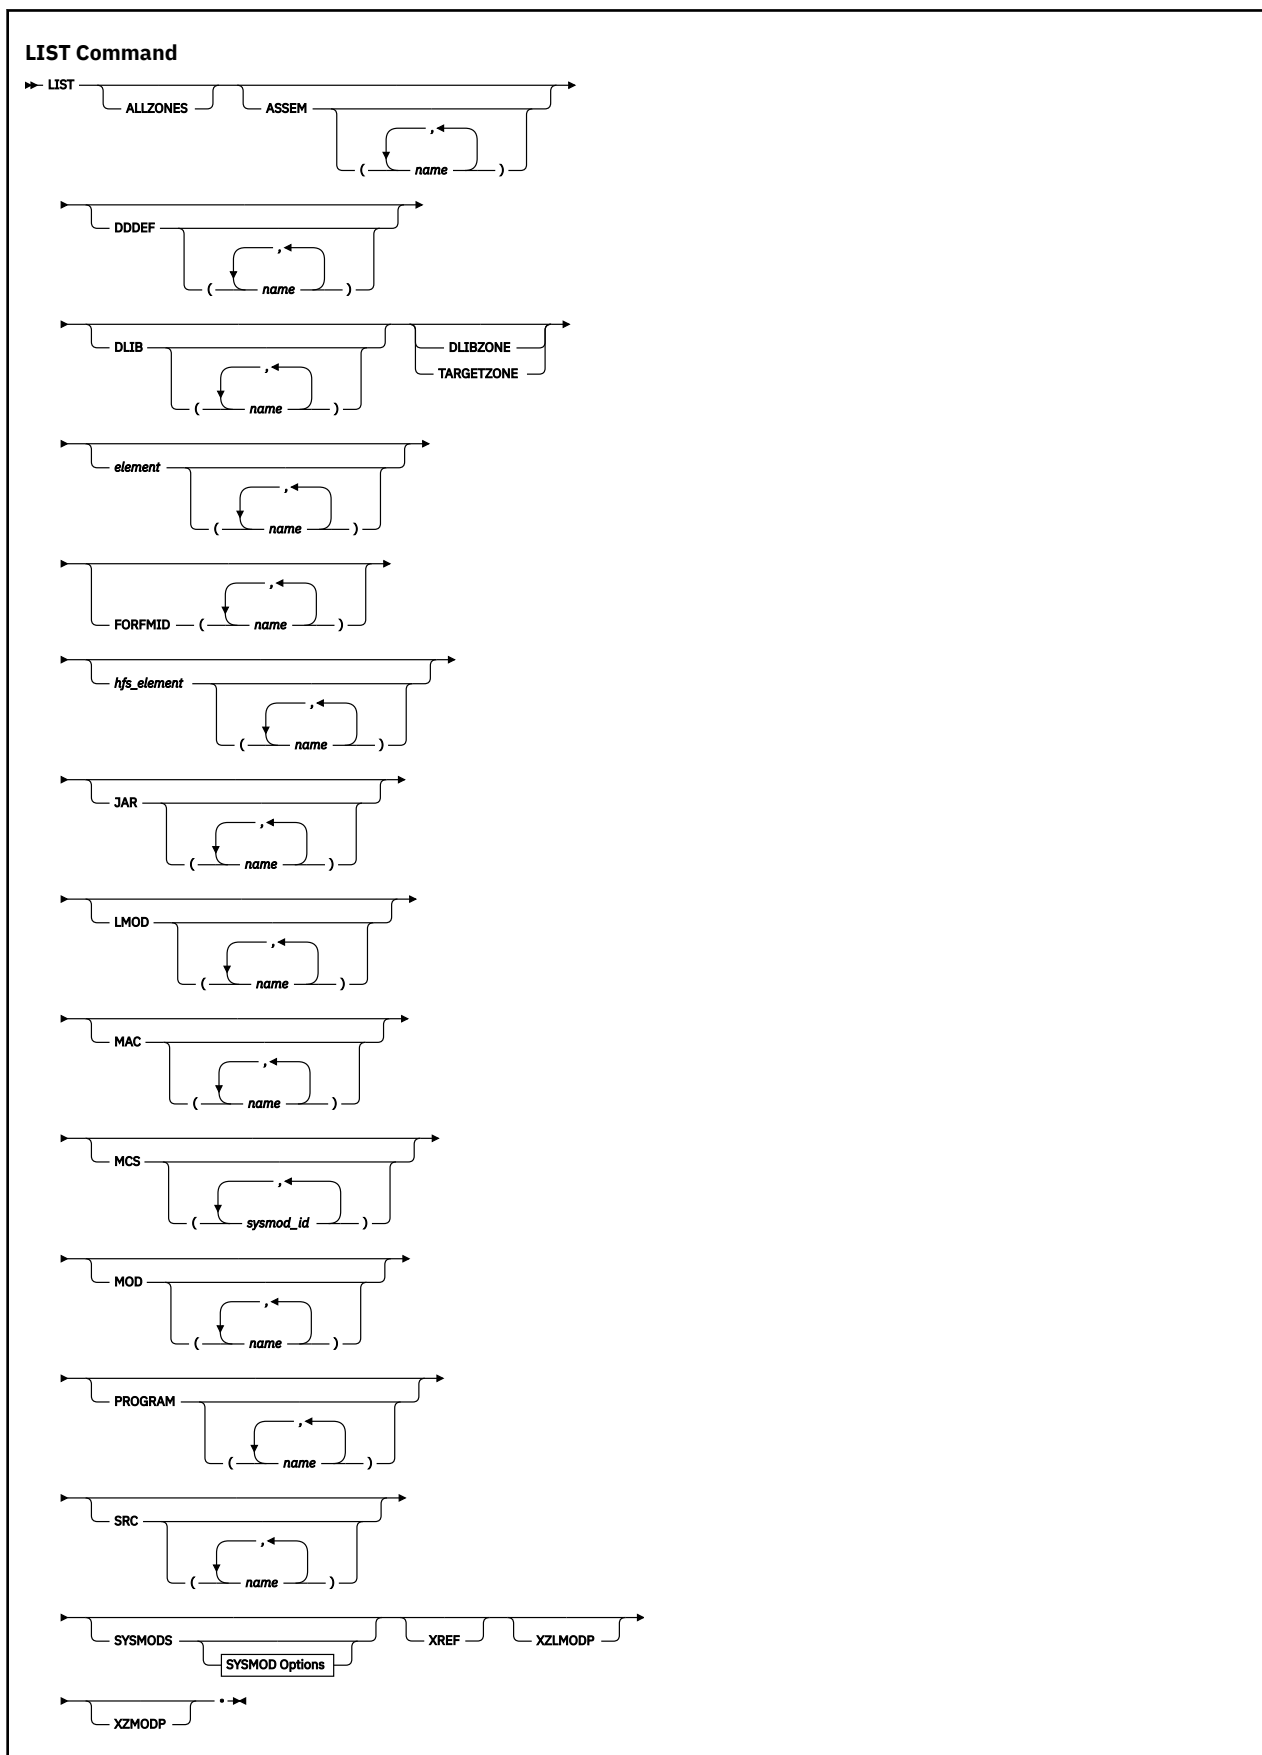 LIST Command
LIST
ALLZONES ASSEM
,
( name )
DDDEF
,
( name )
DLIB DLIBZONE
, TARGETZONE
( name )
element
,
( name )
,
FORFMID ( name )
hfs_element
,
( name )
JAR
,
( name )
LMOD
,
( name )
MAC
,
( name )
MCS
,
( sysmod_id )
MOD
,
( name )
PROGRAM
,
( name )
SRC
,
( name )
SYSMODS XREF XZLMODP
SYSMOD Options
.
XZMODP